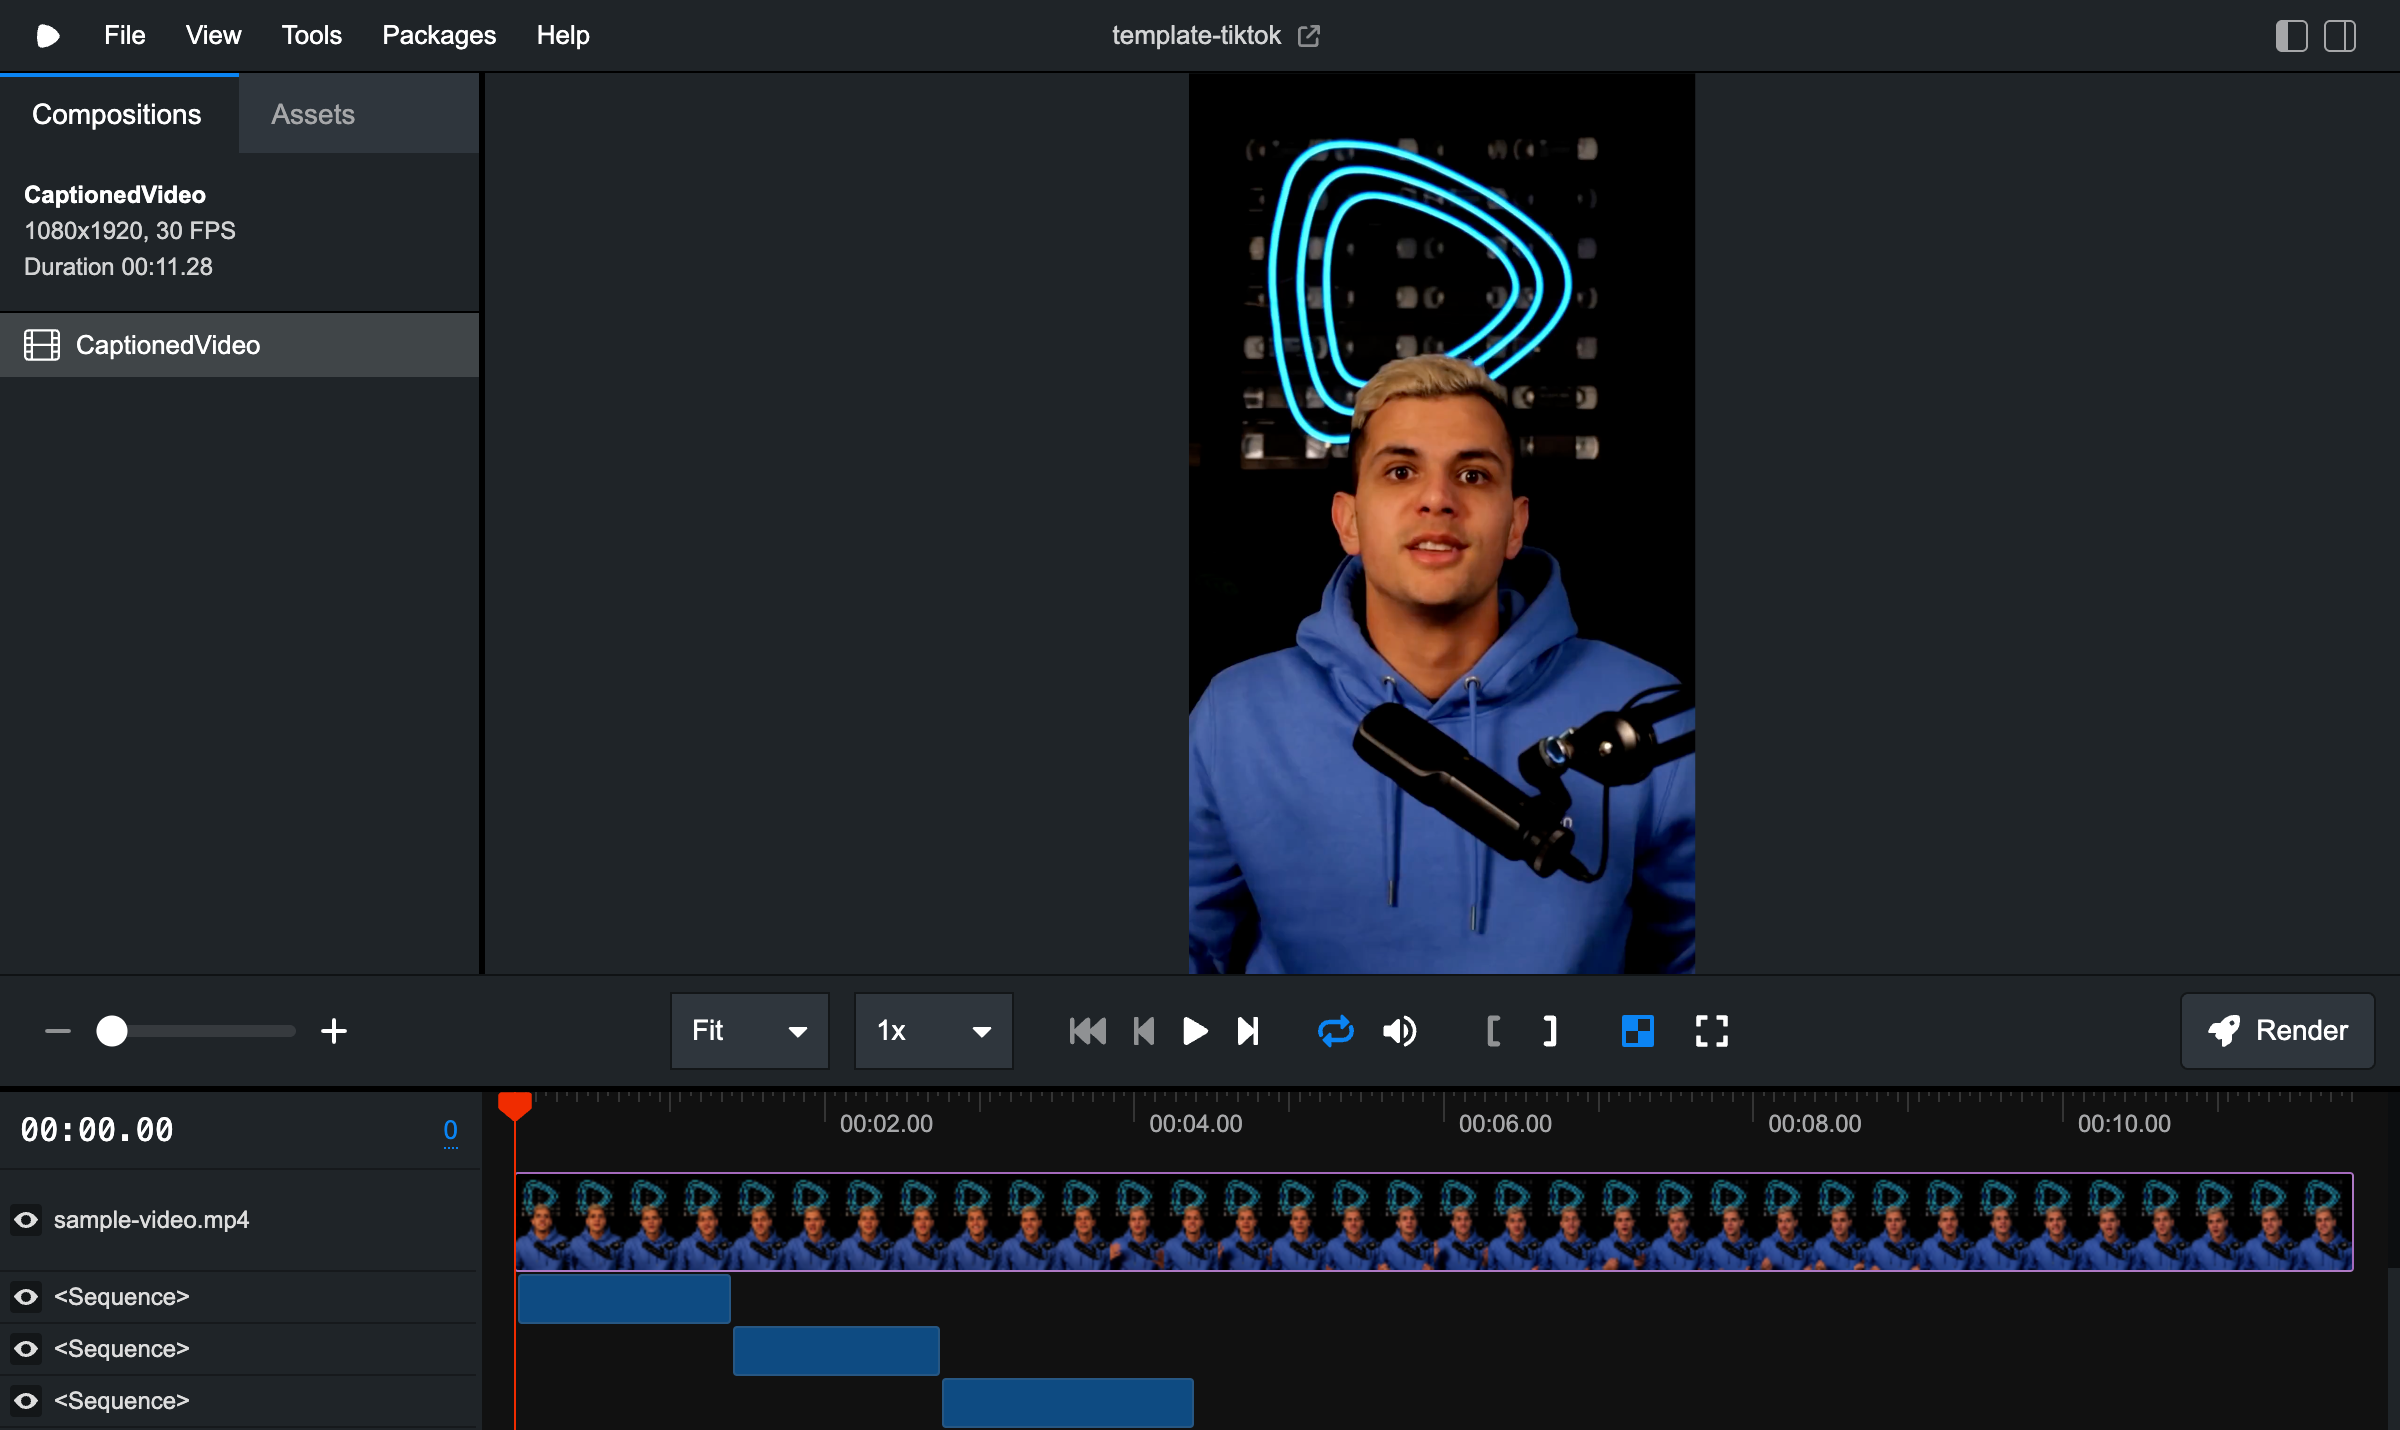 File View Tools Packages Help
template-tiktok
Compositions
Assets
CaptionedVideo
1080x1920, 30 FPS
Duration 00:11.28
CaptionedVideo
Fit
1x
Render
00:00.00
0
00:02.00
00:04.00
00:06.00
00:08.00
00:10.00
sample-video.mp4
<Sequence>
<Sequence>
<Sequence>